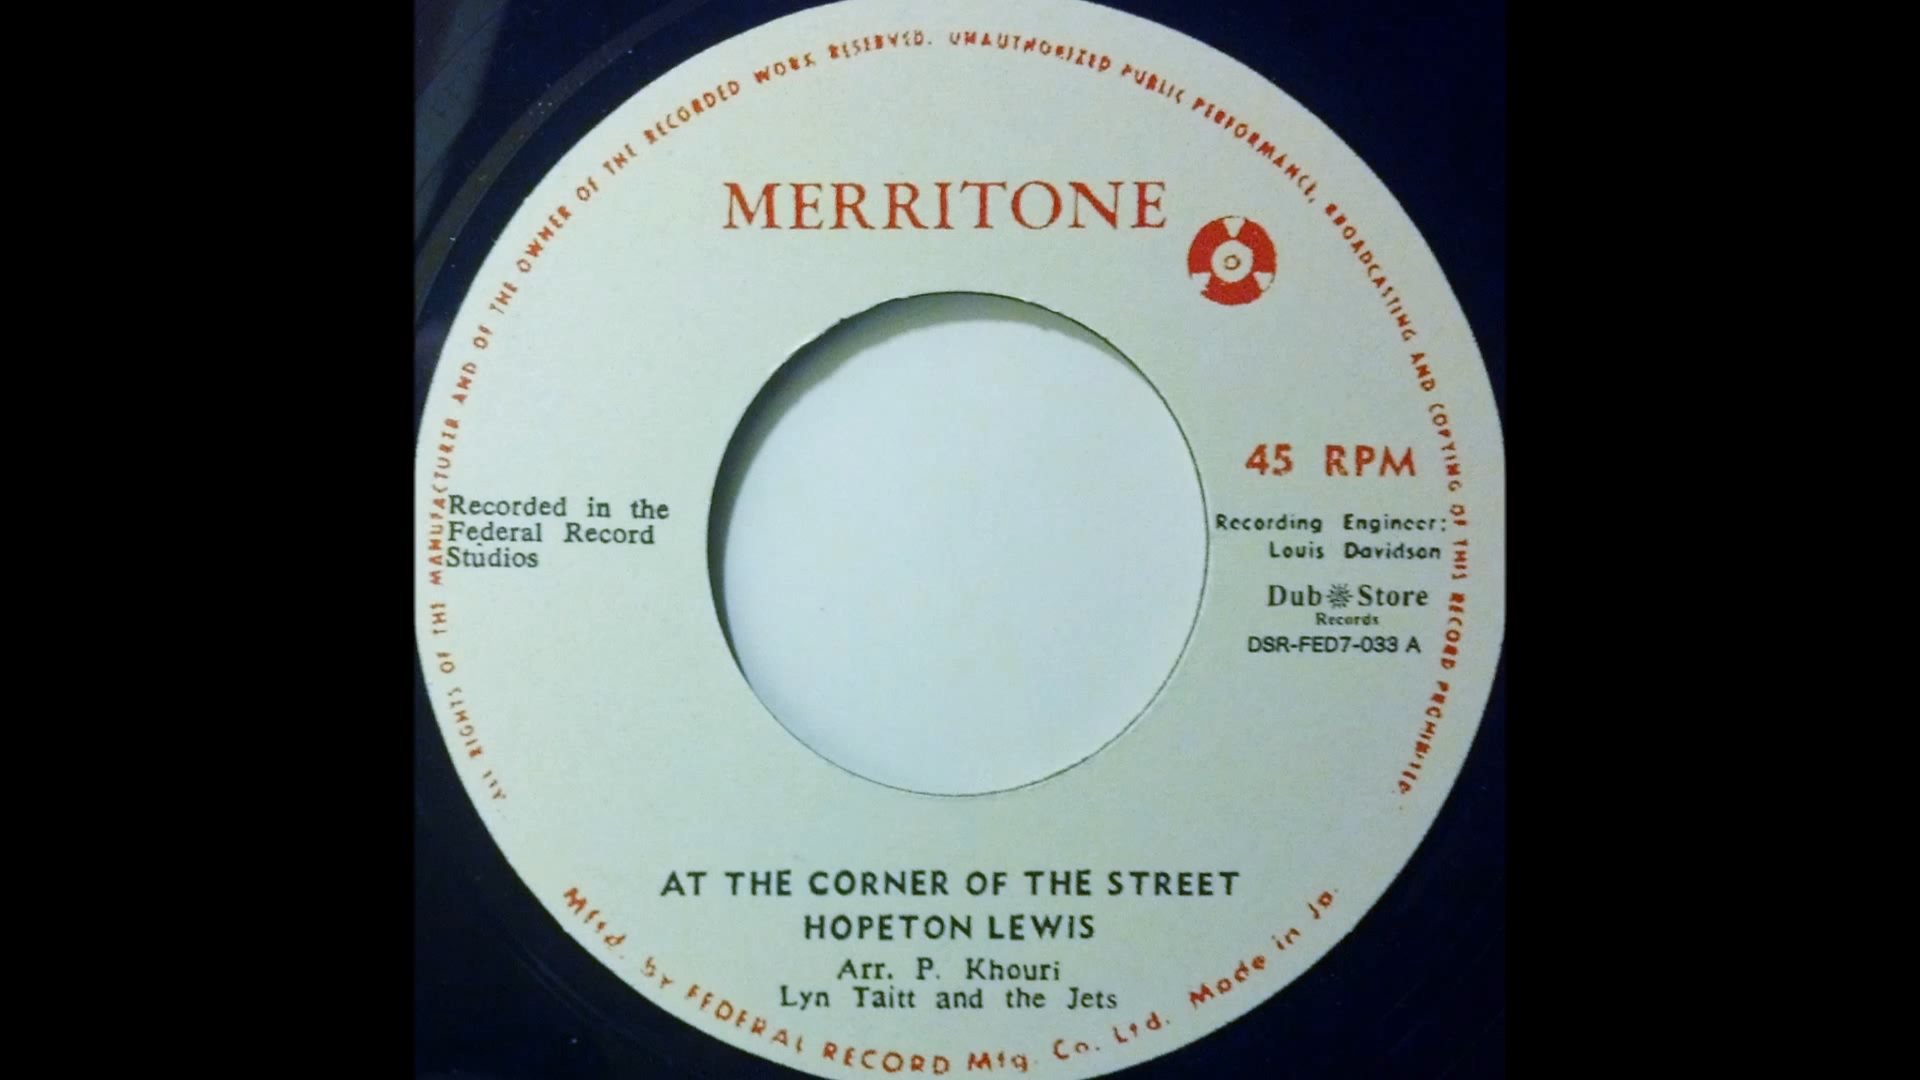 ALL RIGHTS OF THE MANUFACTURER AND OF THE OWNER OF THE RECORDED WORK RESERVED. UNAUTHORIZED PUBLIC PERFORMANCE, BROADCASTING AND COPYING OF THIS RECORD PROHIBITED.
MERRITONE
45 RPM
Recorded in the
Federal Record
Studios
Recording Engineer:
Louis Davidson
Dub Store
Records
DSR-FED7-033 A
AT THE CORNER OF THE STREET
HOPETON LEWIS
Arr. P. Khouri
Lyn Taitt and the Jets
Mfd. by FEDERAL RECORD Mfg. Co. Ltd. Made in Ja.